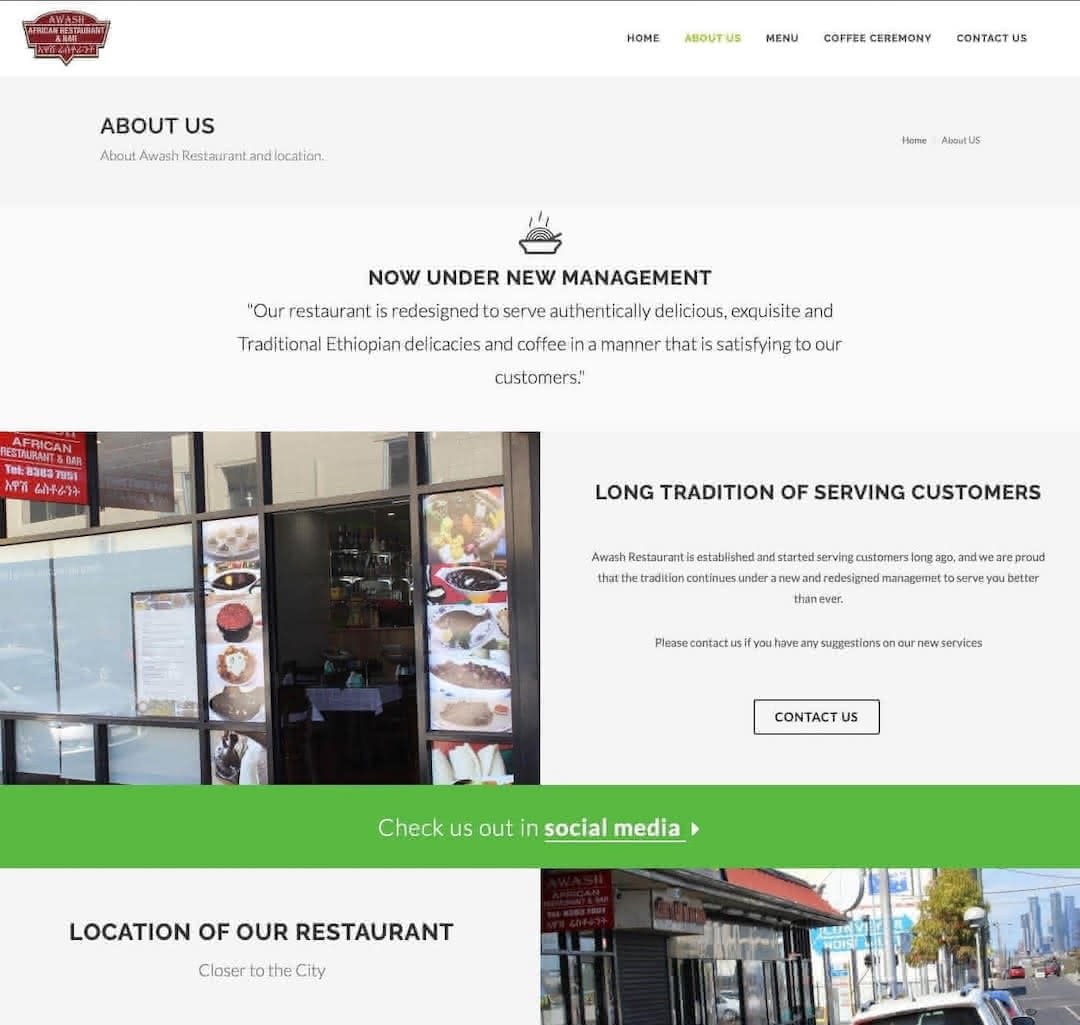 AWASH
AFRICAN RESTAURANT
& BAR
አዋሽ ሬስቶራንት
HOME
ABOUT US
MENU
COFFEE CEREMONY
CONTACT US
ABOUT US
About Awash Restaurant and location.
Home
About US
NOW UNDER NEW MANAGEMENT
"Our restaurant is redesigned to serve authentically delicious, exquisite and
Traditional Ethiopian delicacies and coffee in a manner that is satisfying to our
customers."
AFRICAN
RESTAURANT & BAR
Tel: 8383 7951
አዋሽ ሬስቶራንት
LONG TRADITION OF SERVING CUSTOMERS
Awash Restaurant is established and started serving customers long ago, and we are proud
that the tradition continues under a new and redesigned managemet to serve you better
than ever.
Please contact us if you have any suggestions on our new services
CONTACT US
Check us out in social media
LOCATION OF OUR RESTAURANT
Closer to the City
AWASH
AFRICAN
RESTAURANT & BAR
አዋሽ ሬስቶራንት